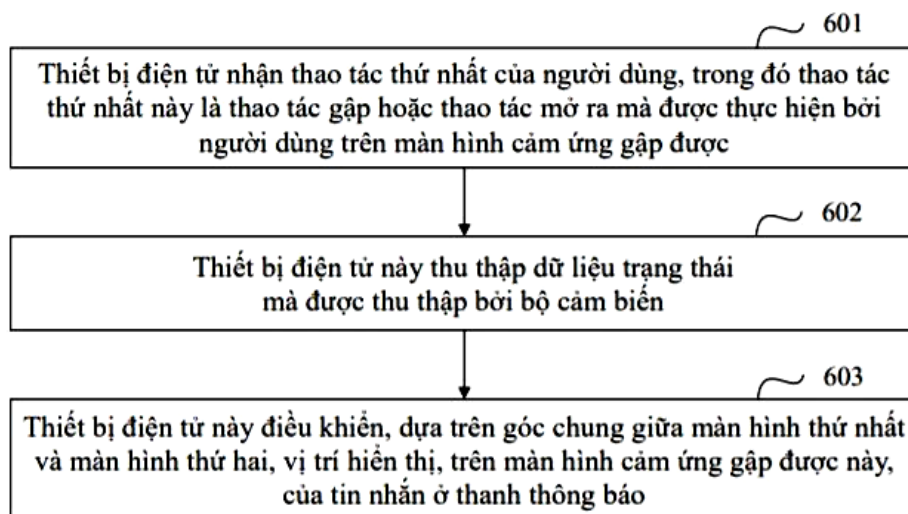 601
Thiết bị điện tử nhận thao tác thứ nhất của người dùng, trong đó thao tác
thứ nhất này là thao tác gập hoặc thao tác mở ra mà được thực hiện bởi
người dùng trên màn hình cảm ứng gập được
602
Thiết bị điện tử này thu thập dữ liệu trạng thái
mà được thu thập bởi bộ cảm biến
603
Thiết bị điện tử này điều khiển, dựa trên góc chung giữa màn hình thứ nhất
và màn hình thứ hai, vị trí hiển thị, trên màn hình cảm ứng gập được này,
của tin nhắn ở thanh thông báo